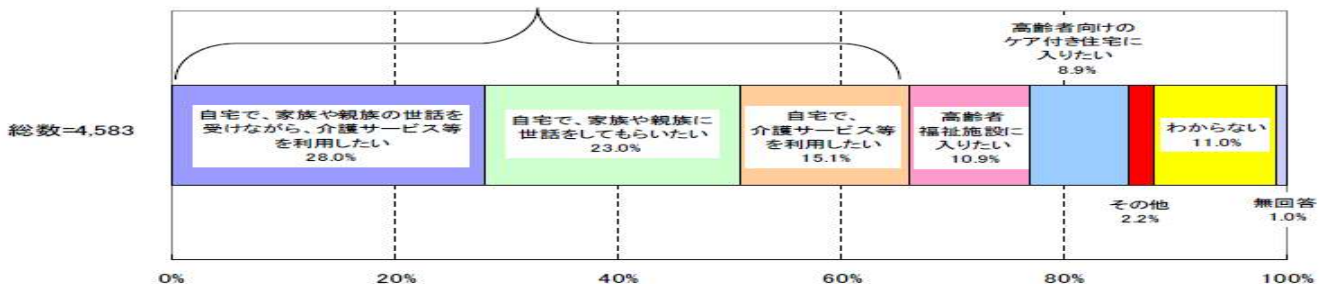 高齢者向けの
ケア付き住宅に
入りたい
8.9%
総数=4,583
自宅で、家族や親族の世話を
受けながら、介護サービス等
を利用したい
28.0%
自宅で、家族や親族に
世話をしてもらいたい
23.0%
自宅で、
介護サービス等
を利用したい
15.1%
高齢者
福祉施設に
入りたい
10.9%
わからない
11.0%
その他
2.2%
無回答
1.0%
0%
20%
40%
60%
80%
100%